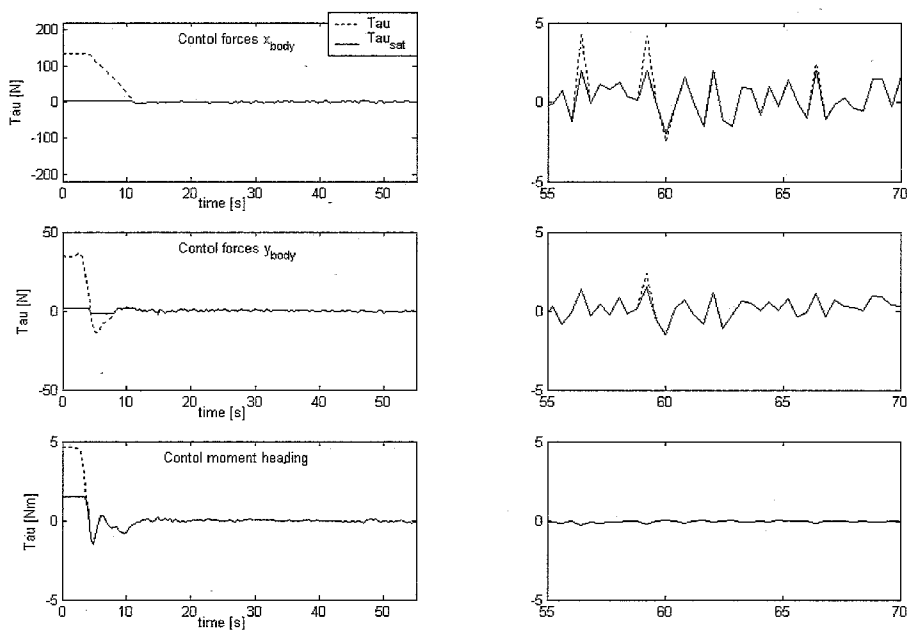 Contol forces x_body
Tau
Tau_sat
Tau [N]
200
100
0
-100
-200
0 10 20 30 40 50
time [s]
5
0
-5
55 60 65 70
Contol forces y_body
Tau [N]
50
0
-50
0 10 20 30 40 50
time [s]
5
0
-5
55 60 65 70
Contol moment heading
Tau [Nm]
5
0
-5
0 10 20 30 40 50
time [s]
5
0
-5
55 60 65 70